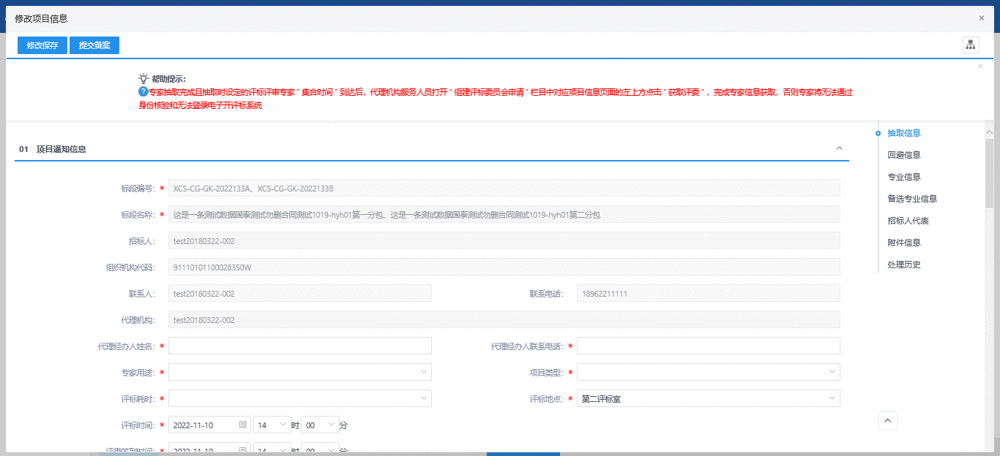 修改项目信息
修改保存 提交备案
帮助提示：
专家抽取完成且抽取时设定的评标评审专家“集合时间”到达后，代理机构服务人员打开“组建评标委员会申请”栏目中对应项目信息页面的左上方点击“获取评委”，完成专家信息获取，否则专家将无法通过
身份核验和无法登录电子开评标系统
抽取信息
回避信息
专业信息
备选专业信息
招标人代表
附件信息
处理历史
01 项目通知信息
标段编号： * XCS-CG-GK-2022133A、XCS-CG-GK-2022133B
标段名称： * 这是一条测试数据国泰测试勿删合同测试1019-hyh01第一分包、这是一条测试数据国泰测试勿删合同测试1019-hyh01第二分包
招标人： test20180322-002
组织机构代码： 91110101100028350W
联系人： test20180322-002 联系电话： 18962211111
代理机构： test20180322-002
代理经办人姓名： * 代理经办人联系电话： *
专家用途： * 项目类型： *
评标耗时： * 评标地点： * 第二评标室
评标时间： * 2022-11-10 14 时 00 分
评委签到时间： * 2022-11-10 14 时 00 分